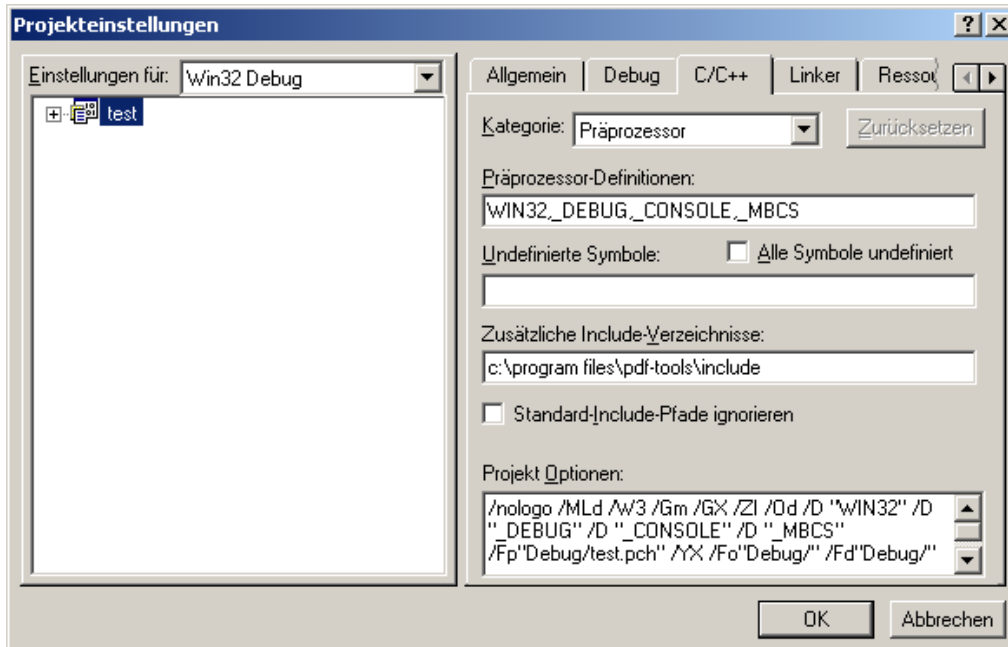 Projekteinstellungen
Einstellungen für: Win32 Debug
test
Allgemein Debug C/C++ Linker
Kategorie: Präprozessor Zurücksetzen
Präprozessor-Definitionen:
WIN32,_DEBUG,_CONSOLE,_MBCS
Undefinierte Symbole: Alle Symbole undefiniert
Zusätzliche Include-Verzeichnisse:
c:\program files\pdf-tools\include
Standard-Include-Pfade ignorieren
Projekt Optionen:
/nologo /MLd /W3 /Gm /GX /ZI /Od /D "WIN32" /D
"_DEBUG" /D "_CONSOLE" /D "_MBCS"
/Fp"Debug/test.pch" /YX /Fo"Debug/" /Fd"Debug/"
OK Abbrechen